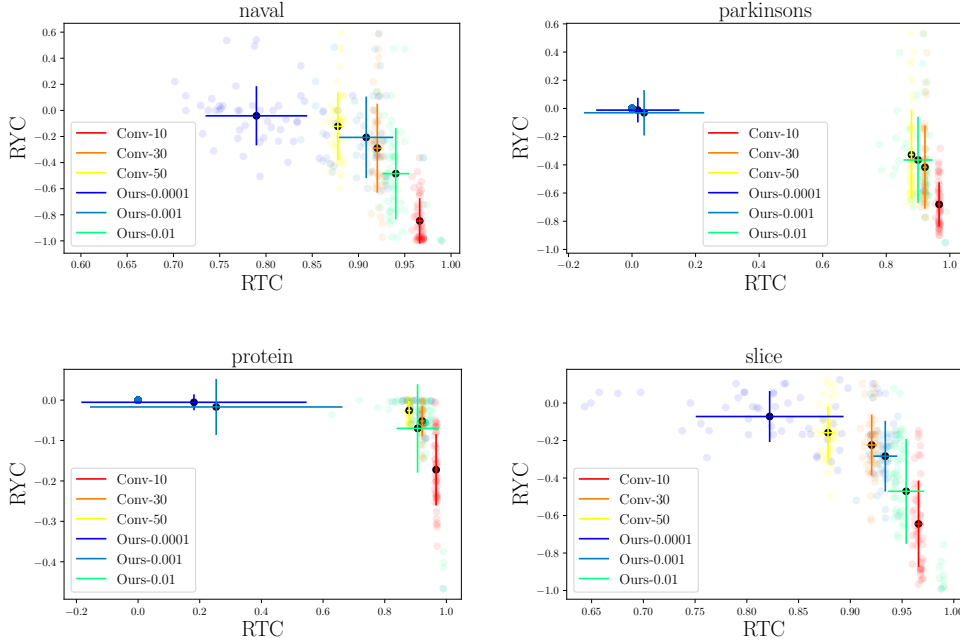 naval
RYC
0.6
0.4
0.2
0.0
−0.2
−0.4
−0.6
−0.8
−1.0
Conv-10
Conv-30
Conv-50
Ours-0.0001
Ours-0.001
Ours-0.01
0.60 0.65 0.70 0.75 0.80 0.85 0.90 0.95 1.00
RTC
parkinsons
RYC
0.6
0.4
0.2
0.0
−0.2
−0.4
−0.6
−0.8
−1.0
Conv-10
Conv-30
Conv-50
Ours-0.0001
Ours-0.001
Ours-0.01
−0.2 0.0 0.2 0.4 0.6 0.8 1.0
RTC
protein
RYC
0.0
−0.1
−0.2
−0.3
−0.4
Conv-10
Conv-30
Conv-50
Ours-0.0001
Ours-0.001
Ours-0.01
−0.2 0.0 0.2 0.4 0.6 0.8 1.0
RTC
slice
RYC
0.0
−0.2
−0.4
−0.6
−0.8
−1.0
Conv-10
Conv-30
Conv-50
Ours-0.0001
Ours-0.001
Ours-0.01
0.65 0.70 0.75 0.80 0.85 0.90 0.95 1.00
RTC